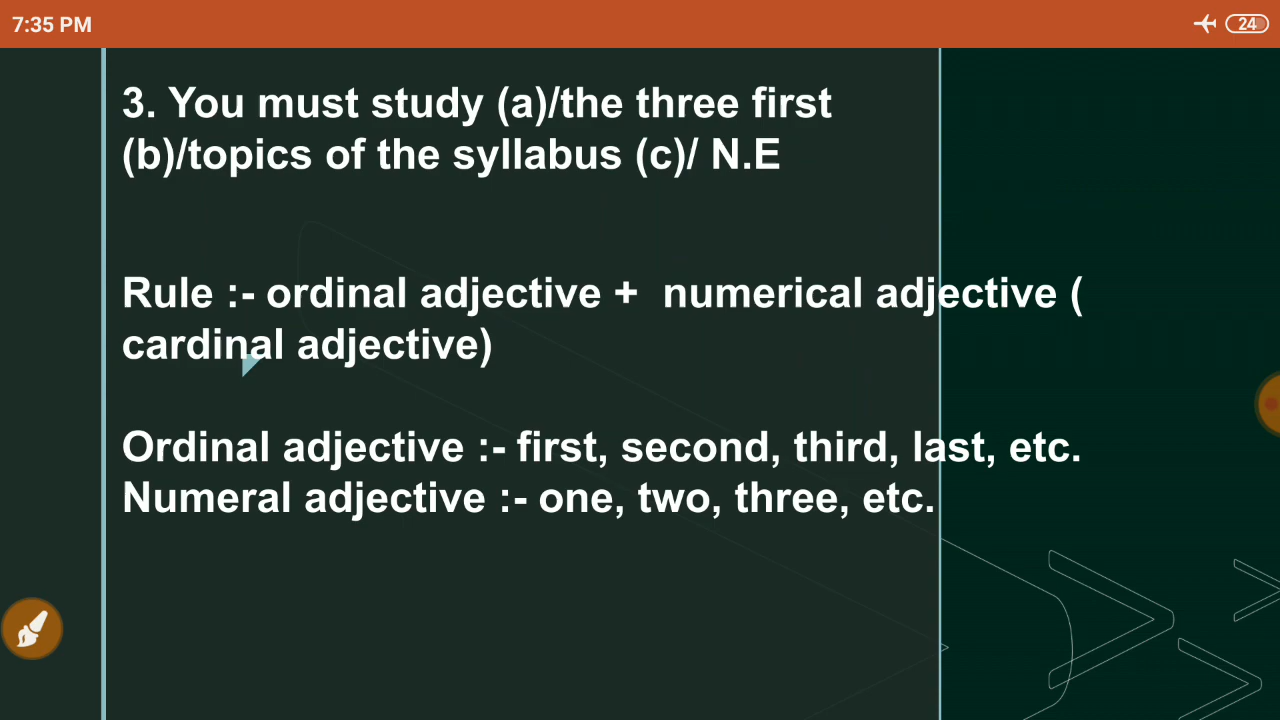 7:35 PM
24
3. You must study (a)/the three first
(b)/topics of the syllabus (c)/ N.E
Rule :- ordinal adjective + numerical adjective (
cardinal adjective)
Ordinal adjective :- first, second, third, last, etc.
Numeral adjective :- one, two, three, etc.